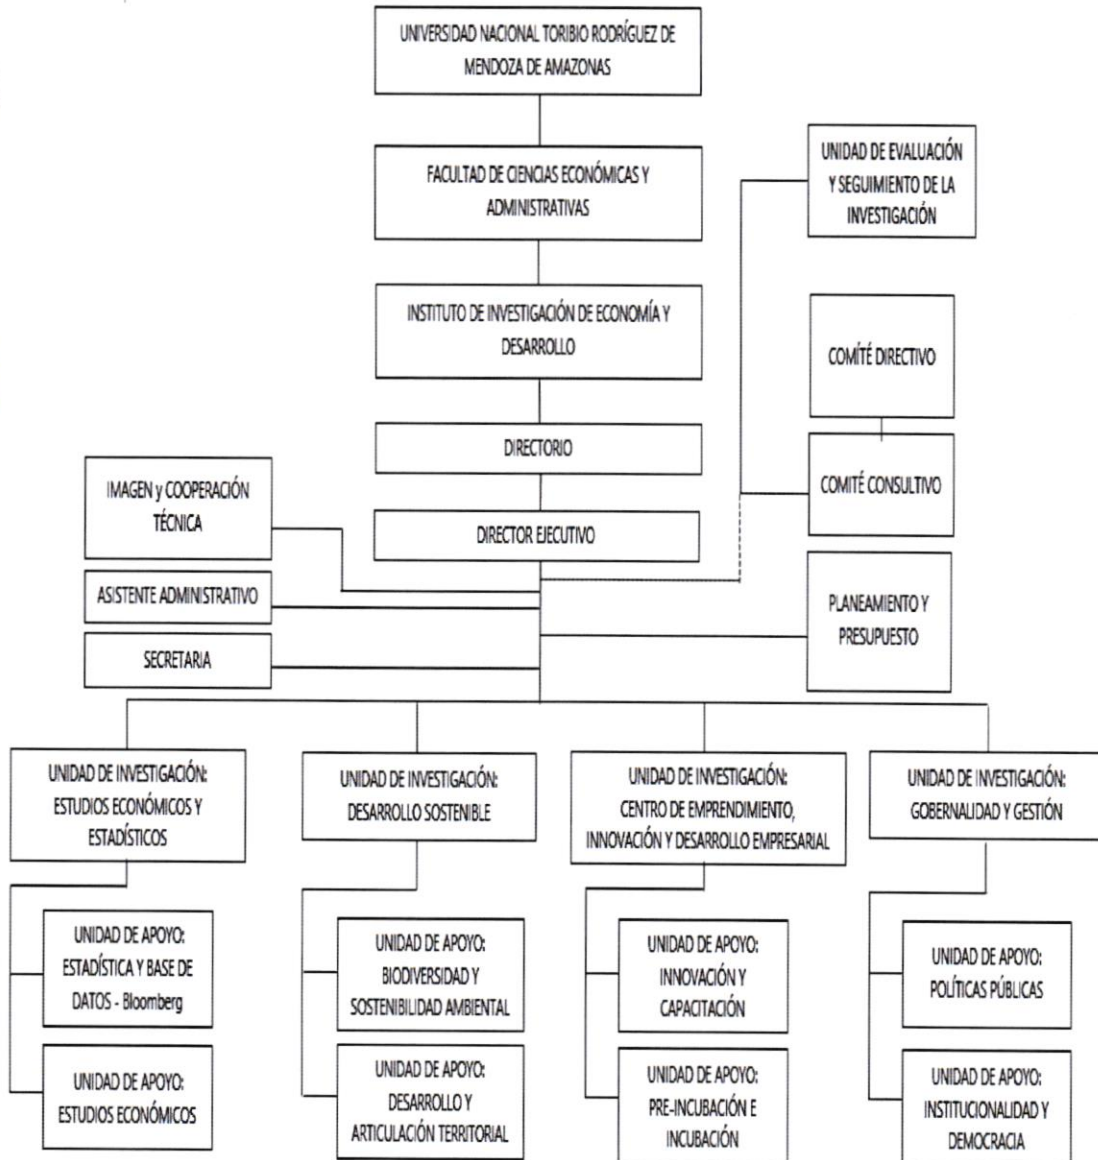 UNIVERSIDAD NACIONAL TORIBIO RODRÍGUEZ DE
MENDOZA DE AMAZONAS
FACULTAD DE CIENCIAS ECONÓMICAS Y
ADMINISTRATIVAS
UNIDAD DE EVALUACIÓN
Y SEGUIMIENTO DE LA
INVESTIGACIÓN
INSTITUTO DE INVESTIGACIÓN DE ECONOMÍA Y
DESARROLLO
COMÍTÉ DIRECTIVO
DIRECTORIO
COMITÉ CONSULTIVO
IMAGEN y COOPERACIÓN
TÉCNICA
DIRECTOR EJECUTIVO
ASISTENTE ADMINISTRATIVO
PLANEAMIENTO Y
PRESUPUESTO
SECRETARIA
UNIDAD DE INVESTIGACIÓN:
ESTUDIOS ECONÓMICOS Y
ESTADÍSTICOS
UNIDAD DE INVESTIGACIÓN:
DESARROLLO SOSTENIBLE
UNIDAD DE INVESTIGACIÓN:
CENTRO DE EMPRENDIMIENTO,
INNOVACIÓN Y DESARROLLO EMPRESARIAL
UNIDAD DE INVESTIGACIÓN:
GOBERNALIDAD Y GESTIÓN
UNIDAD DE APOYO:
ESTADÍSTICA Y BASE DE
DATOS - Bloomberg
UNIDAD DE APOYO:
BIODIVERSIDAD Y
SOSTENIBILIDAD AMBIENTAL
UNIDAD DE APOYO:
INNOVACIÓN Y
CAPACITACIÓN
UNIDAD DE APOYO:
POLÍTICAS PÚBLICAS
UNIDAD DE APOYO:
ESTUDIOS ECONÓMICOS
UNIDAD DE APOYO:
DESARROLLO Y
ARTICULACIÓN TERRITORIAL
UNIDAD DE APOYO:
PRE-INCUBACIÓN E
INCUBACIÓN
UNIDAD DE APOYO:
INSTITUCIONALIDAD Y
DEMOCRACIA